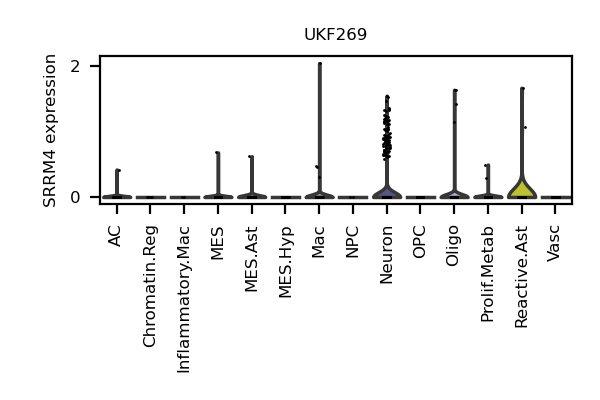 UKF269
SRRM4 expression
2
0
AC
Chromatin.Reg
Inflammatory.Mac
MES
MES.Ast
MES.Hyp
Mac
NPC
Neuron
OPC
Oligo
Prolif.Metab
Reactive.Ast
Vasc